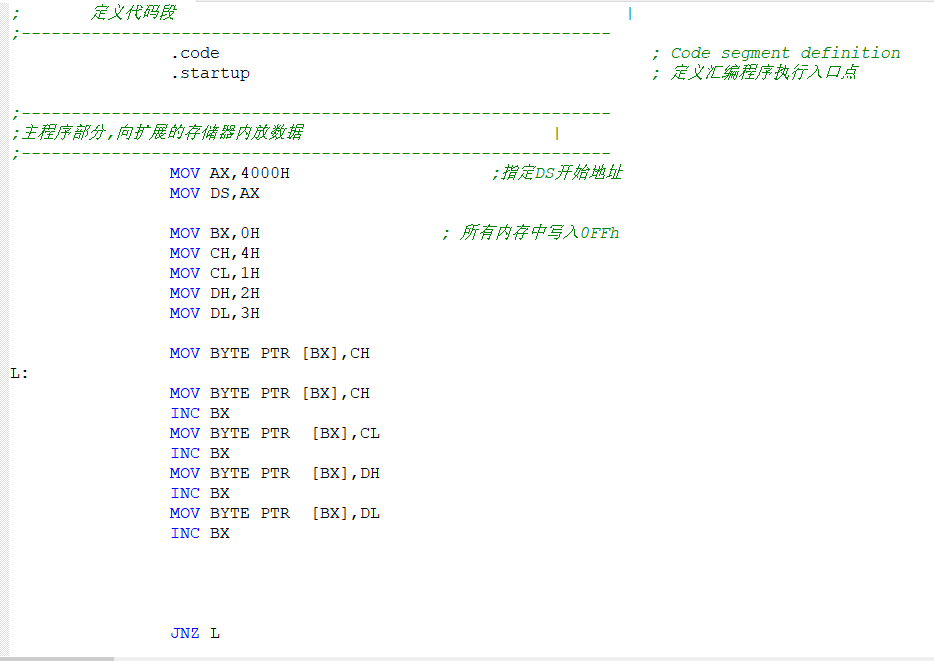 ; 定义代码段 |
;-----------------------------------------------------------
.code ; Code segment definition
.startup ; 定义汇编程序执行入口点
;-----------------------------------------------------------
;主程序部分,向扩展的存储器内放数据 |
;-----------------------------------------------------------
MOV AX,4000H ;指定DS开始地址
MOV DS,AX
MOV BX,0H ; 所有内存中写入0FFh
MOV CH,4H
MOV CL,1H
MOV DH,2H
MOV DL,3H
MOV BYTE PTR [BX],CH
L:
MOV BYTE PTR [BX],CH
INC BX
MOV BYTE PTR [BX],CL
INC BX
MOV BYTE PTR [BX],DH
INC BX
MOV BYTE PTR [BX],DL
INC BX
JNZ L